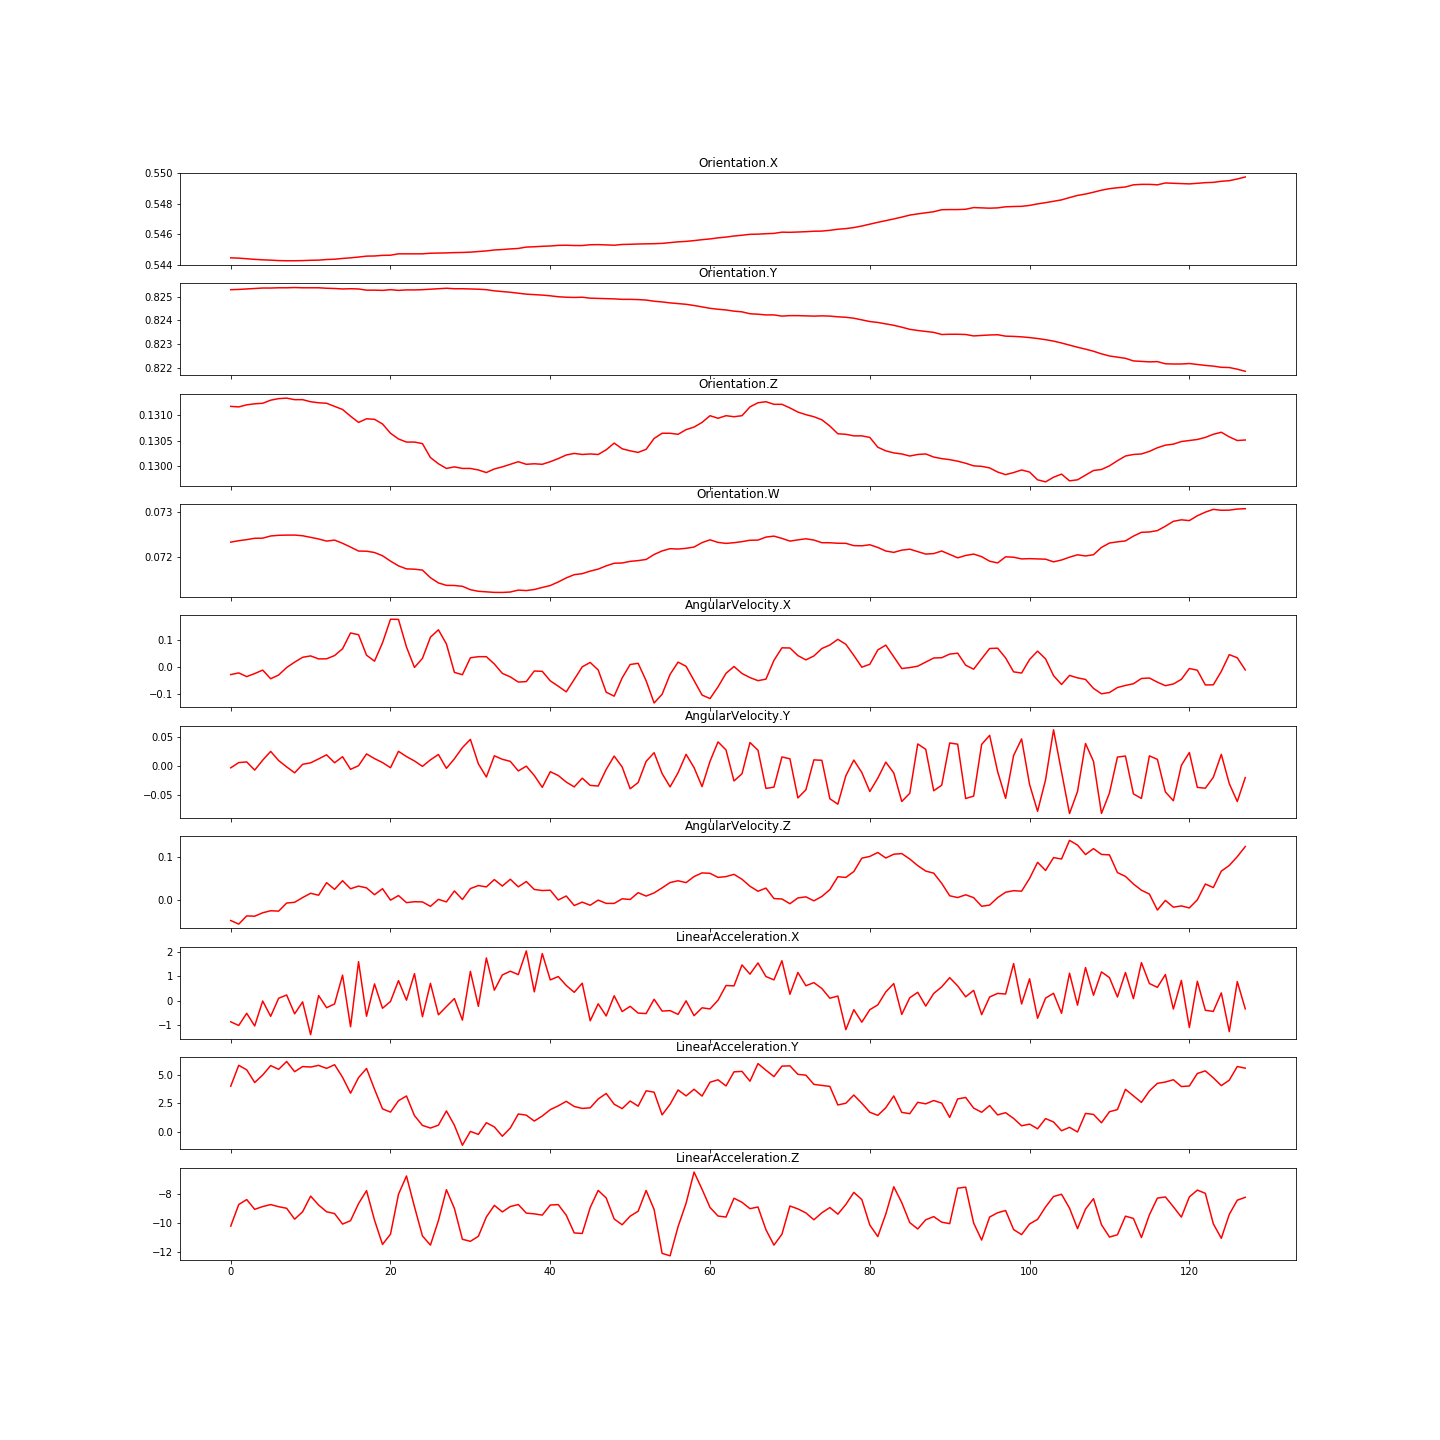 Orientation.X
0.550
0.548
0.546
0.544
Orientation.Y
0.825
0.824
0.823
0.822
Orientation.Z
0.1310
0.1305
0.1300
Orientation.W
0.073
0.072
AngularVelocity.X
0.1
0.0
−0.1
AngularVelocity.Y
0.05
0.00
−0.05
AngularVelocity.Z
0.1
0.0
LinearAcceleration.X
2
1
0
−1
LinearAcceleration.Y
5.0
2.5
0.0
LinearAcceleration.Z
−8
−10
−12
0 20 40 60 80 100 120